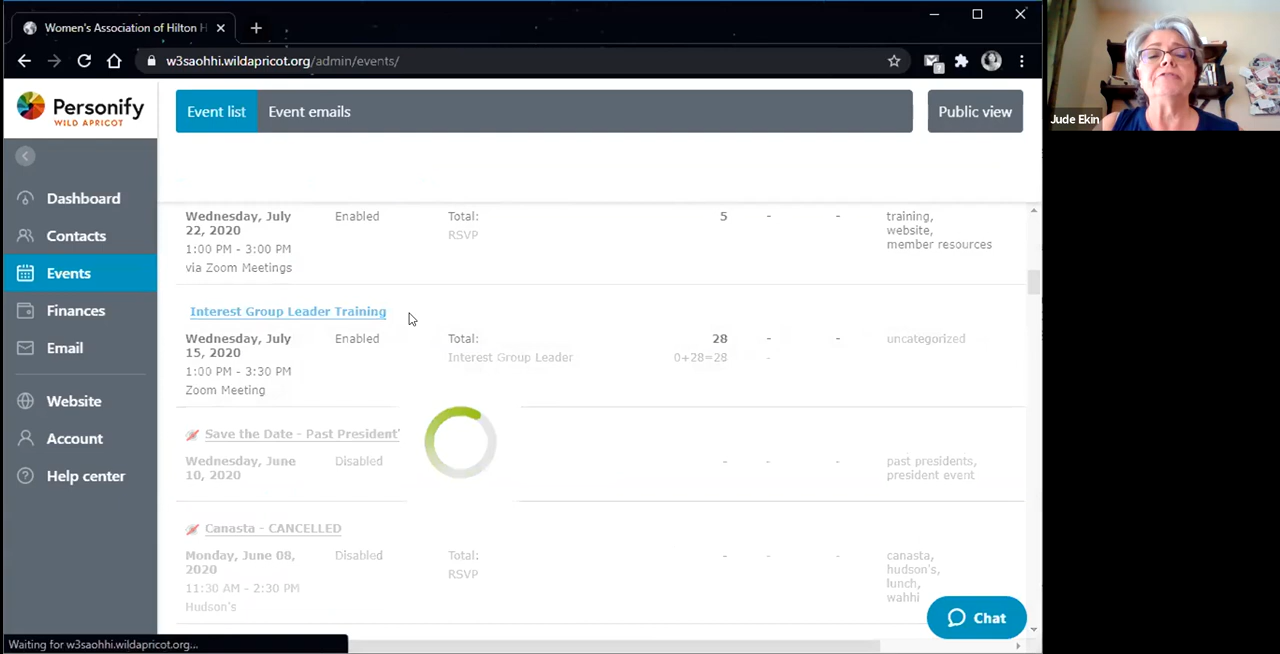 Women's Association of Hilton H
w3saohhi.wildapricot.org/admin/events/
Personify
WILD APRICOT
Event list
Event emails
Public view
Dashboard
Contacts
Events
Finances
Email
Website
Account
Help center
Wednesday, July 22, 2020
1:00 PM - 3:00 PM
via Zoom Meetings
Enabled
Total:
RSVP
5
-
-
training,
website,
member resources
Interest Group Leader Training
Wednesday, July
15, 2020
1:00 PM - 3:30 PM
Zoom Meeting
Enabled
Total:
Interest Group Leader
28
0+28=28
-
-
-
uncategorized
Save the Date - Past President'
Wednesday, June
10, 2020
Disabled
-
-
-
past presidents,
president event
Canasta - CANCELLED
Monday, June 08,
2020
11:30 AM - 2:30 PM
Hudson's
Disabled
Total:
RSVP
-
-
-
canasta,
hudson's,
lunch,
wahhi
Chat
Waiting for w3saohhi.wildapricot.org...
Jude Ekin